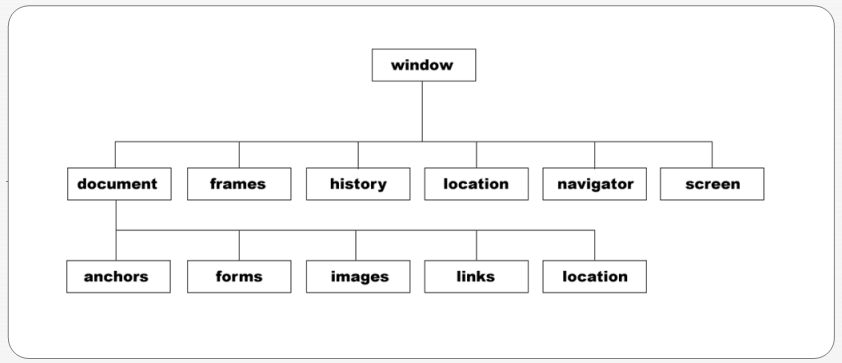 window
document frames history location navigator screen
anchors forms images links location